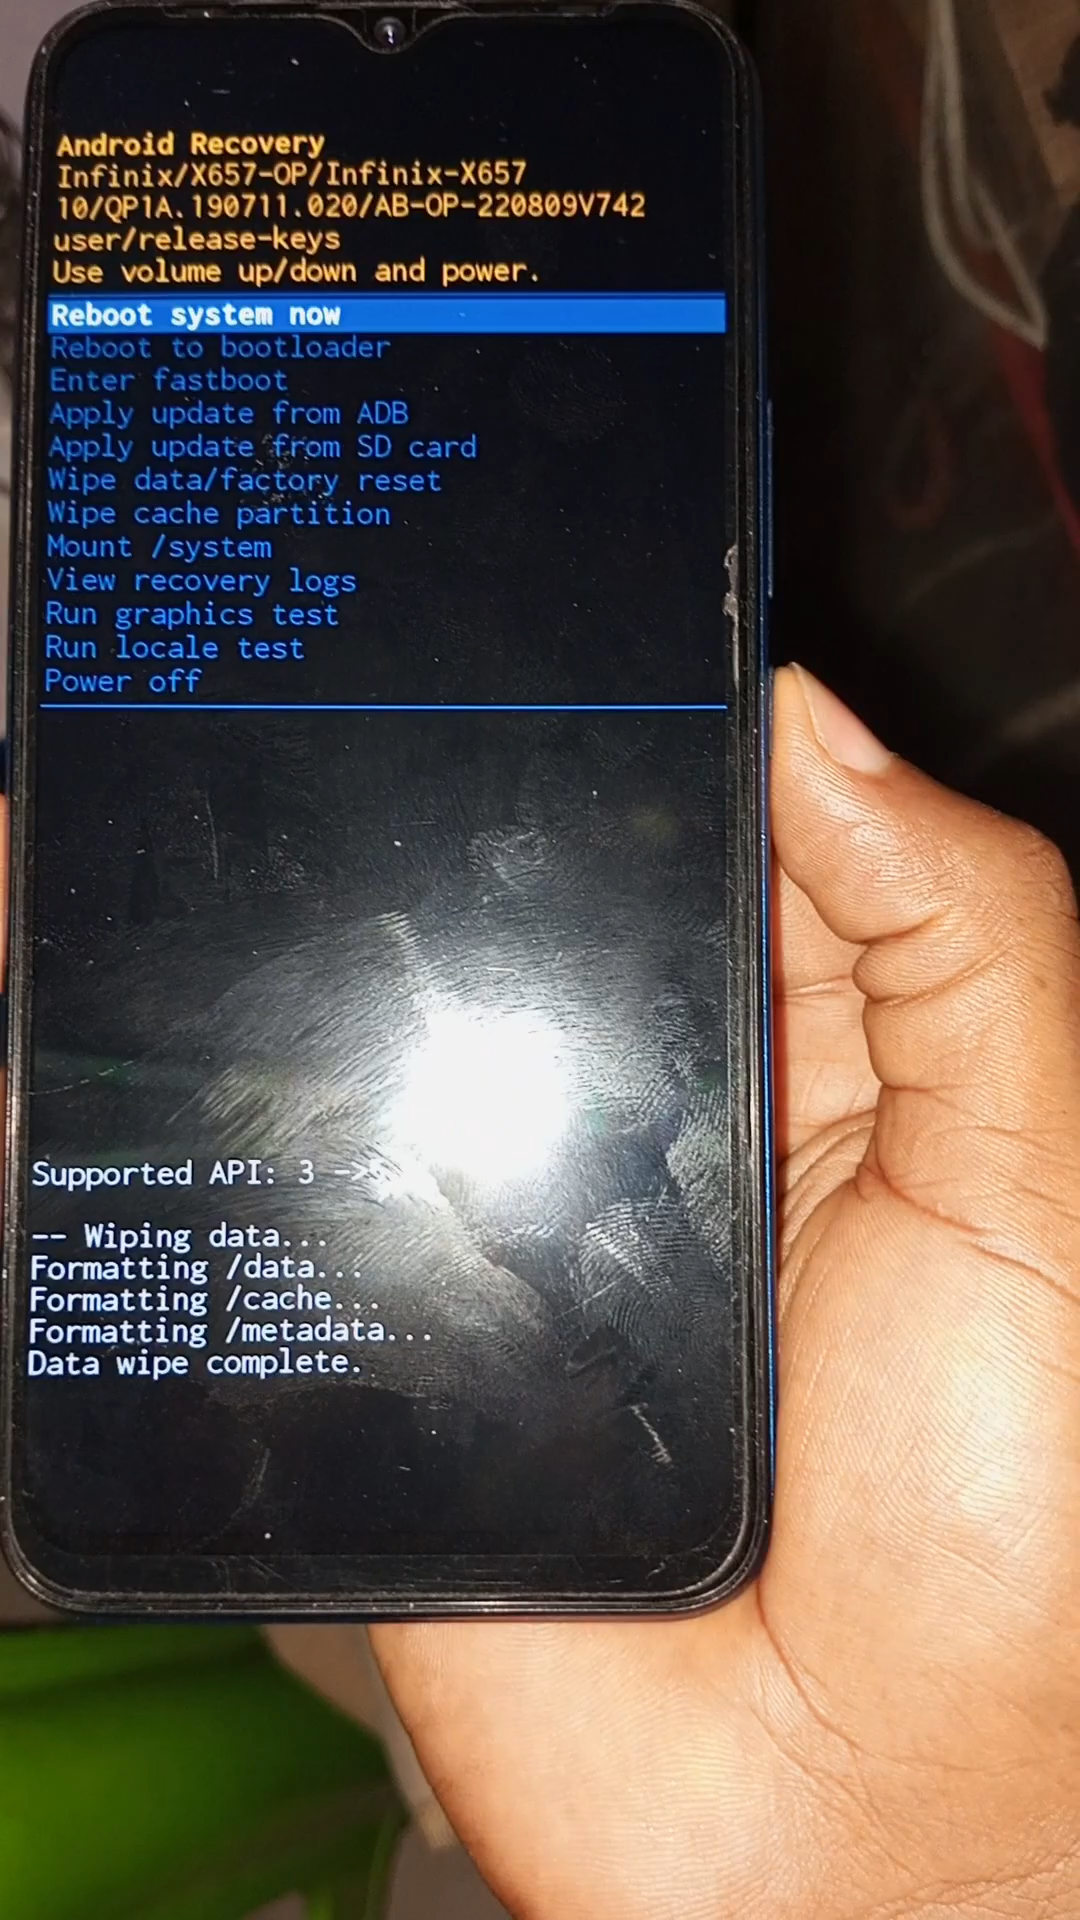 Android Recovery
Infinix/X657-OP/Infinix-X657
10/QP1A.190711.020/AB-OP-220809V742
user/release-keys
Use volume up/down and power.
Reboot system now
Reboot to bootloader
Enter fastboot
Apply update from ADB
Apply update from SD card
Wipe data/factory reset
Wipe cache partition
Mount /system
View recovery logs
Run graphics test
Run locale test
Power off
Supported API: 3
-- Wiping data...
Formatting /data...
Formatting /cache...
Formatting /metadata...
Data wipe complete.